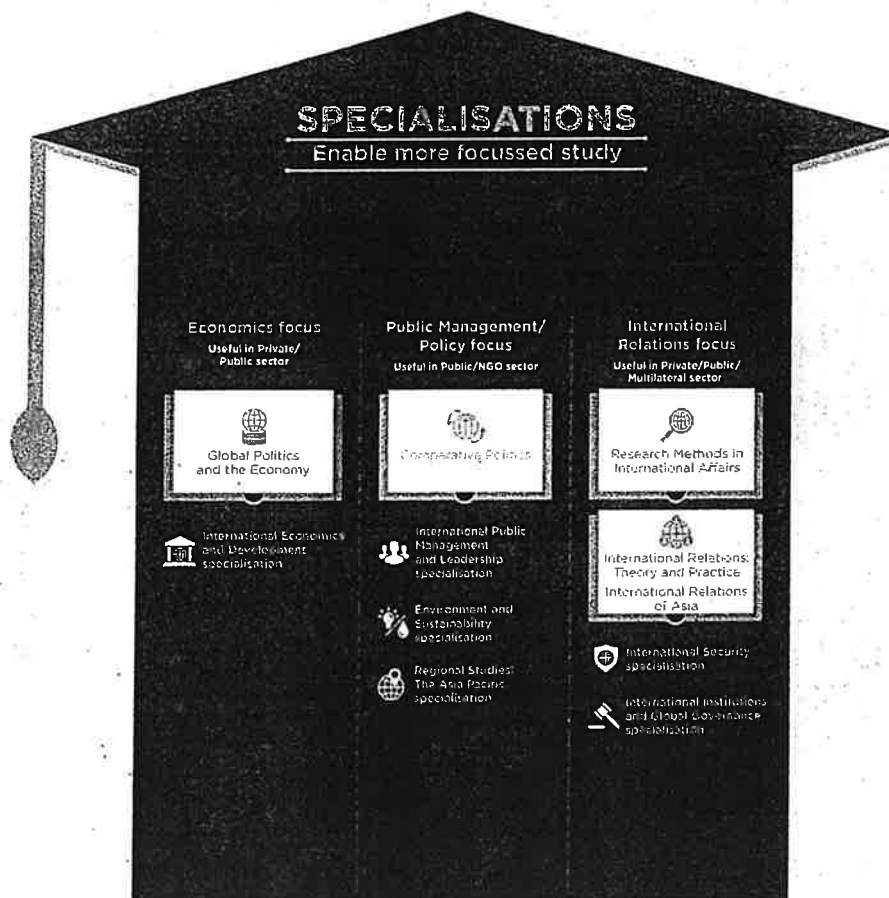 SPECIALISATIONS
Enable more focussed study
Economics focus
Useful in Private/
Public sector
Global Politics
and the Economy
International Economics
and Development
specialisation
Public Management/
Policy focus
Useful in Public/NGO sector
Comparative Politics
International Public
Management
and Leadership
specialisation
Environment and
Sustainability
specialisation
Regional Studies:
The Asia Pacific
specialisation
International
Relations focus
Useful in Private/Public/
Multilateral sector
Research Methods in
International Affairs
International Relations:
Theory and Practice
International Relations
of Asia
International Security
specialisation
International Institutions
and Global Governance
specialisation